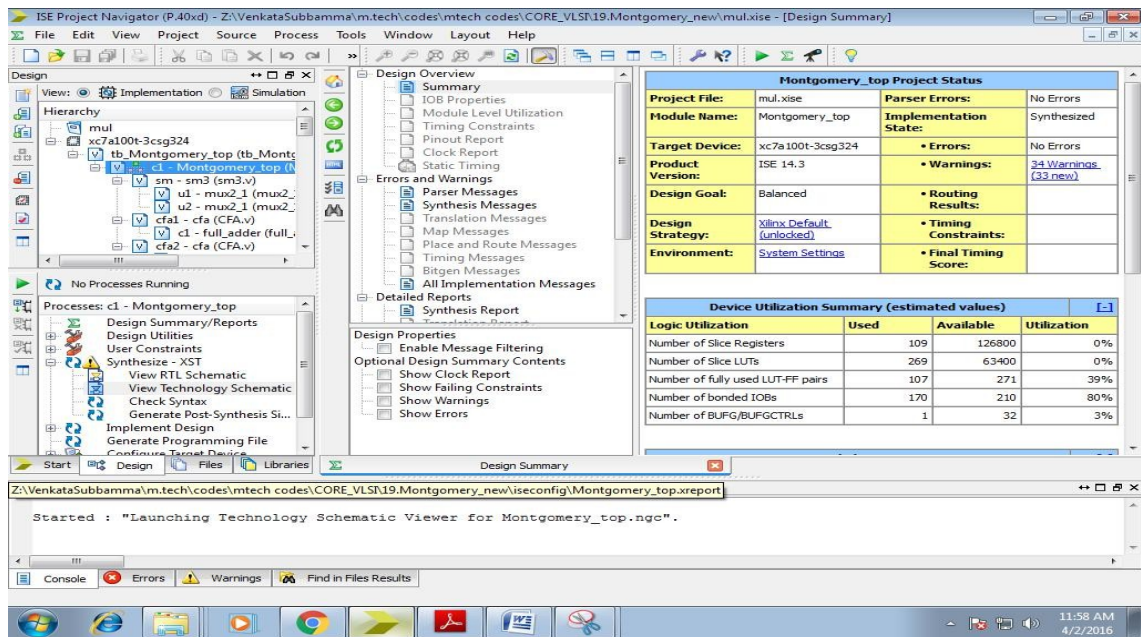 ISE Project Navigator (P.40xd) - Z:\VenkataSubbamma\m.tech\codes\mtech codes\CORE_VLSI\19.Montgomery_new\mul.xise - [Design Summary]
File Edit View Project Source Process Tools Window Layout Help
Design
View: Implementation Simulation
Hierarchy
mul
xc7a100t-3csg324
tb_Montgomery_top (tb_Montg
c1 - Montgomery_top (M
sm - sm3 (sm3.v)
u1 - mux2_1 (mux2_
u2 - mux2_1 (mux2_
cfa1 - cfa (CFA.v)
c1 - full_adder (full_
cfa2 - cfa (CFA.v)
No Processes Running
Processes: c1 - Montgomery_top
Design Summary/Reports
Design Utilities
User Constraints
Synthesize - XST
View RTL Schematic
View Technology Schematic
Check Syntax
Generate Post-Synthesis Si...
Implement Design
Generate Programming File
Configure Target Device
Start Design Files Libraries
Design Overview
Summary
IOB Properties
Module Level Utilization
Timing Constraints
Pinout Report
Clock Report
Static Timing
Errors and Warnings
Parser Messages
Synthesis Messages
Translation Messages
Map Messages
Place and Route Messages
Timing Messages
Bitgen Messages
All Implementation Messages
Detailed Reports
Synthesis Report
Translation Report
Design Properties
Enable Message Filtering
Optional Design Summary Contents
Show Clock Report
Show Failing Constraints
Show Warnings
Show Errors
Design Summary
Montgomery_top Project Status
Project File: mul.xise Parser Errors: No Errors
Module Name: Montgomery_top Implementation State: Synthesized
Target Device: xc7a100t-3csg324 • Errors: No Errors
Product Version: ISE 14.3 • Warnings: 34 Warnings (33 new)
Design Goal: Balanced • Routing Results:
Design Strategy: Xilinx Default (unlocked) • Timing Constraints:
Environment: System Settings • Final Timing Score:
Device Utilization Summary (estimated values) [-]
Logic Utilization Used Available Utilization
Number of Slice Registers 109 126800 0%
Number of Slice LUTs 269 63400 0%
Number of fully used LUT-FF pairs 107 271 39%
Number of bonded IOBs 170 210 80%
Number of BUFG/BUFGCTRLs 1 32 3%
Z:\VenkataSubbamma\m.tech\codes\mtech codes\CORE_VLSI\19.Montgomery_new\iseconfig\Montgomery_top.xreport
Started : "Launching Technology Schematic Viewer for Montgomery_top.ngc".
Console Errors Warnings Find in Files Results
11:58 AM
4/2/2016